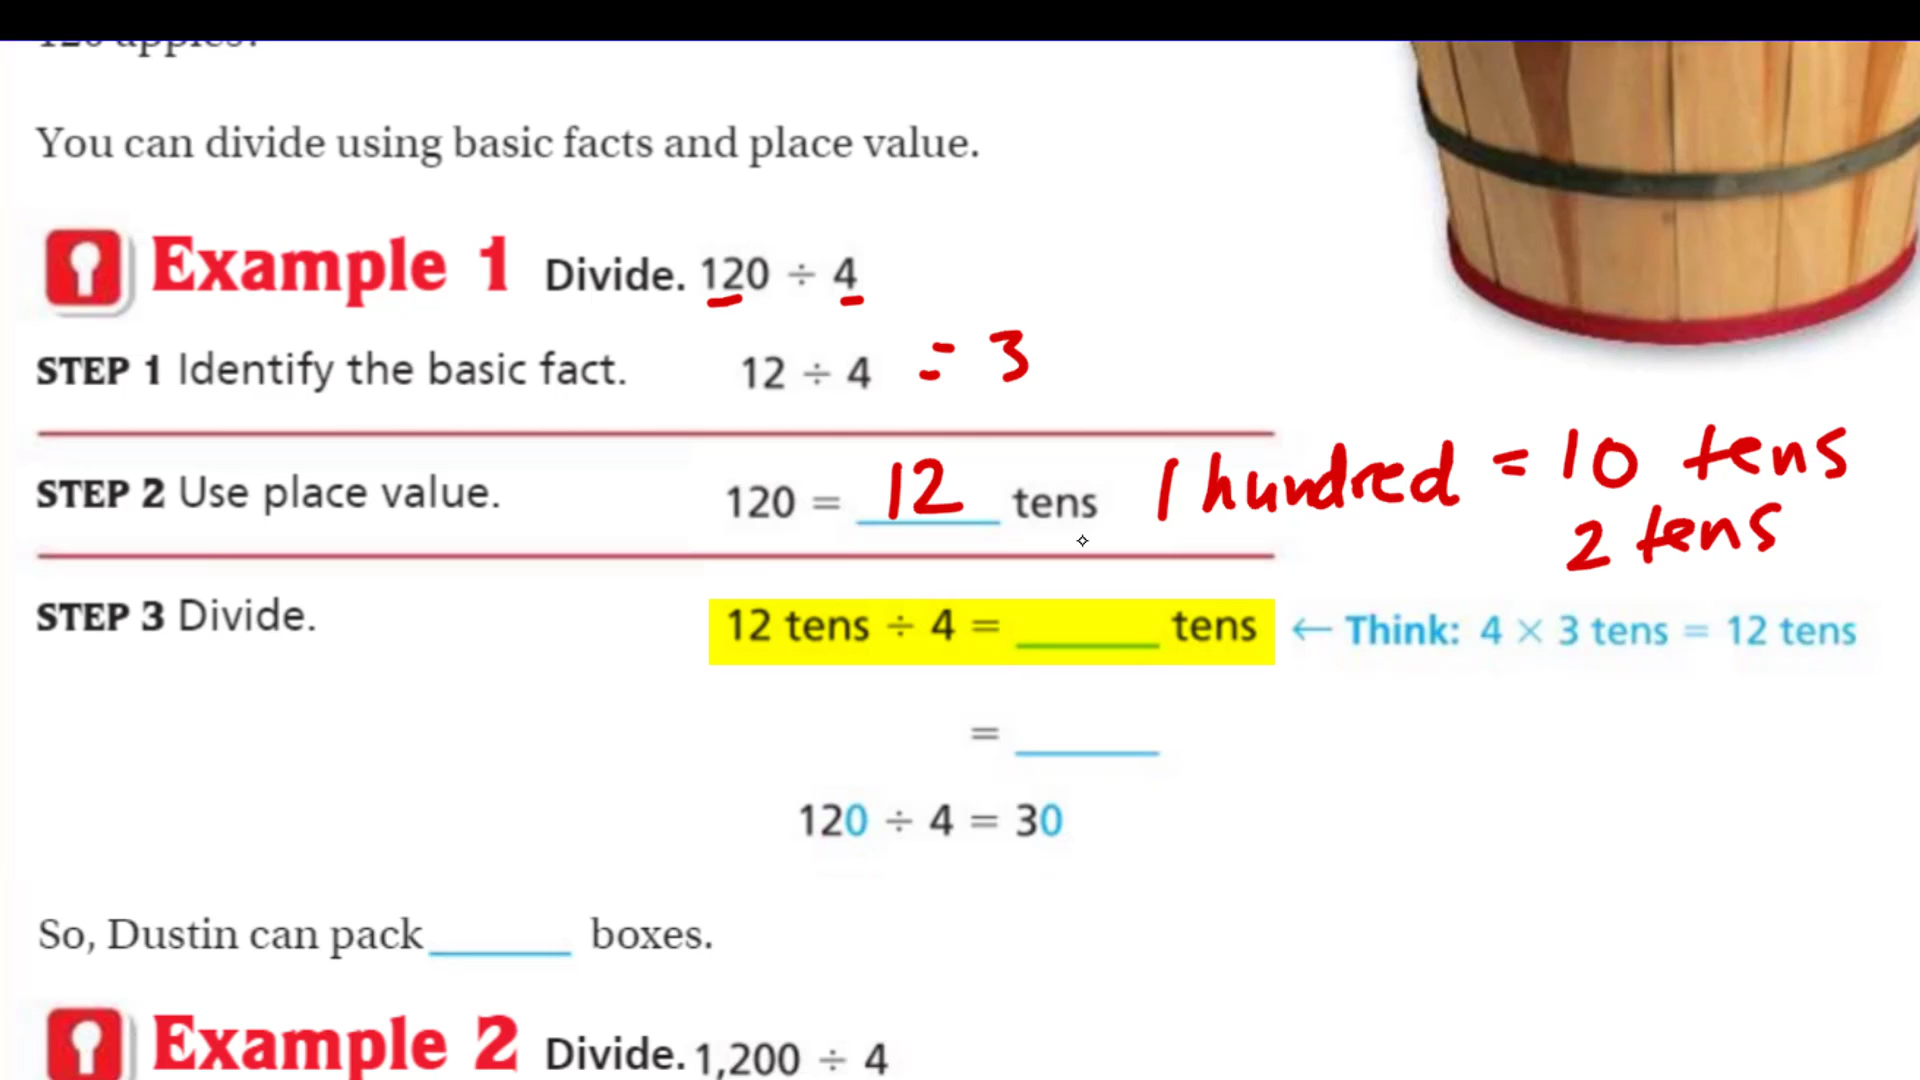 You can divide using basic facts and place value.
Example 1 Divide. 120 ÷ 4
STEP 1 Identify the basic fact. 12 ÷ 4 = 3
STEP 2 Use place value. 120 = 12 tens 1 hundred = 10 tens
2 tens
STEP 3 Divide. 12 tens ÷ 4 = ______ tens ← Think: 4 × 3 tens = 12 tens
= ______
120 ÷ 4 = 30
So, Dustin can pack ______ boxes.
Example 2 Divide. 1,200 ÷ 4